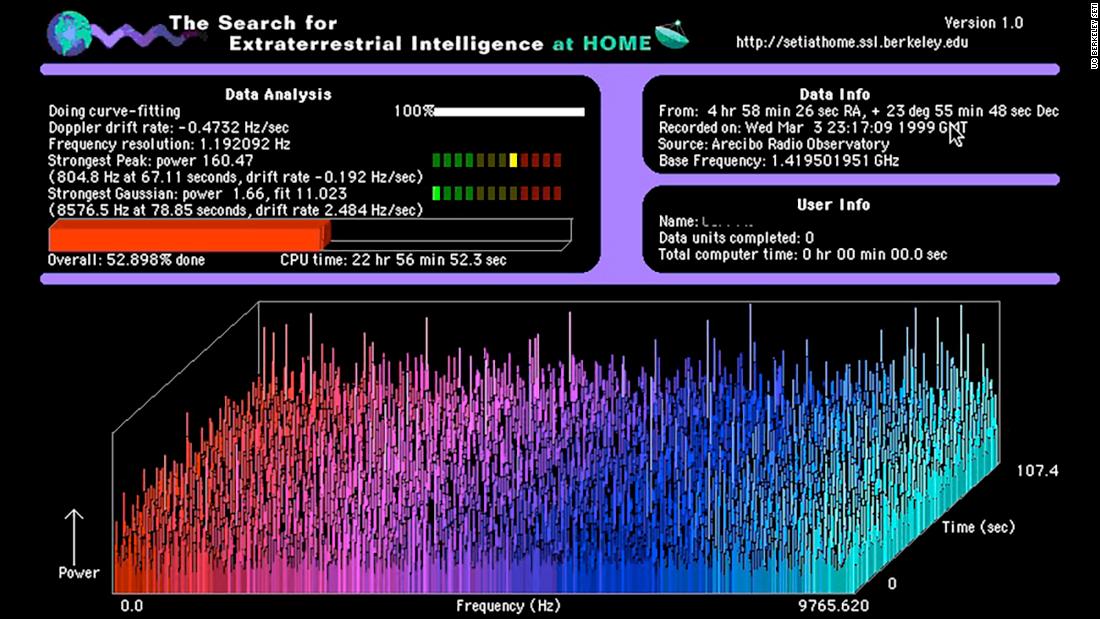 The Search for
Extraterrestrial Intelligence at HOME
Version 1.0
http://setiathome.ssl.berkeley.edu
UC BERKELEY SETI
Data Analysis
Doing curve-fitting 100%
Doppler drift rate: -0.4732 Hz/sec
Frequency resolution: 1.192092 Hz
Strongest Peak: power 160.47
(804.8 Hz at 67.11 seconds, drift rate -0.192 Hz/sec)
Strongest Gaussian: power 1.66, fit 11.023
(8576.5 Hz at 78.85 seconds, drift rate 2.484 Hz/sec)
Overall: 52.898% done CPU time: 22 hr 56 min 52.3 sec
Data Info
From: 4 hr 58 min 26 sec RA, + 23 deg 55 min 48 sec Dec
Recorded on: Wed Mar 3 23:17:09 1999 GMT
Source: Arecibo Radio Observatory
Base Frequency: 1.419501951 GHz
User Info
Name:
Data units completed: 0
Total computer time: 0 hr 00 min 00.0 sec
107.4
Time (sec)
Power
0
0.0 Frequency (Hz) 9765.620